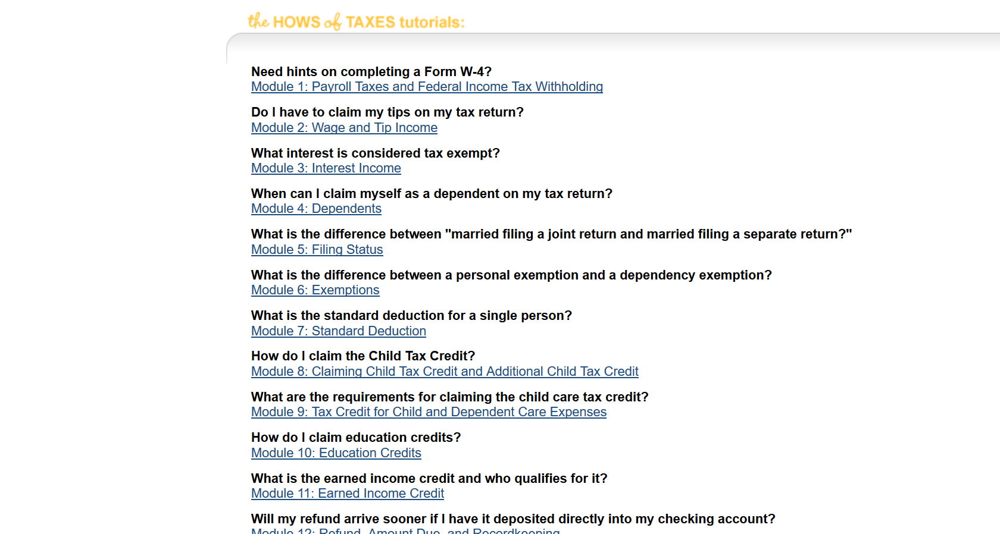 the HOWS of TAXES tutorials:
Need hints on completing a Form W-4?
Module 1: Payroll Taxes and Federal Income Tax Withholding
Do I have to claim my tips on my tax return?
Module 2: Wage and Tip Income
What interest is considered tax exempt?
Module 3: Interest Income
When can I claim myself as a dependent on my tax return?
Module 4: Dependents
What is the difference between "married filing a joint return and married filing a separate return?"
Module 5: Filing Status
What is the difference between a personal exemption and a dependency exemption?
Module 6: Exemptions
What is the standard deduction for a single person?
Module 7: Standard Deduction
How do I claim the Child Tax Credit?
Module 8: Claiming Child Tax Credit and Additional Child Tax Credit
What are the requirements for claiming the child care tax credit?
Module 9: Tax Credit for Child and Dependent Care Expenses
How do I claim education credits?
Module 10: Education Credits
What is the earned income credit and who qualifies for it?
Module 11: Earned Income Credit
Will my refund arrive sooner if I have it deposited directly into my checking account?
Module 12: Refund, Amount Due, and Recordkeeping